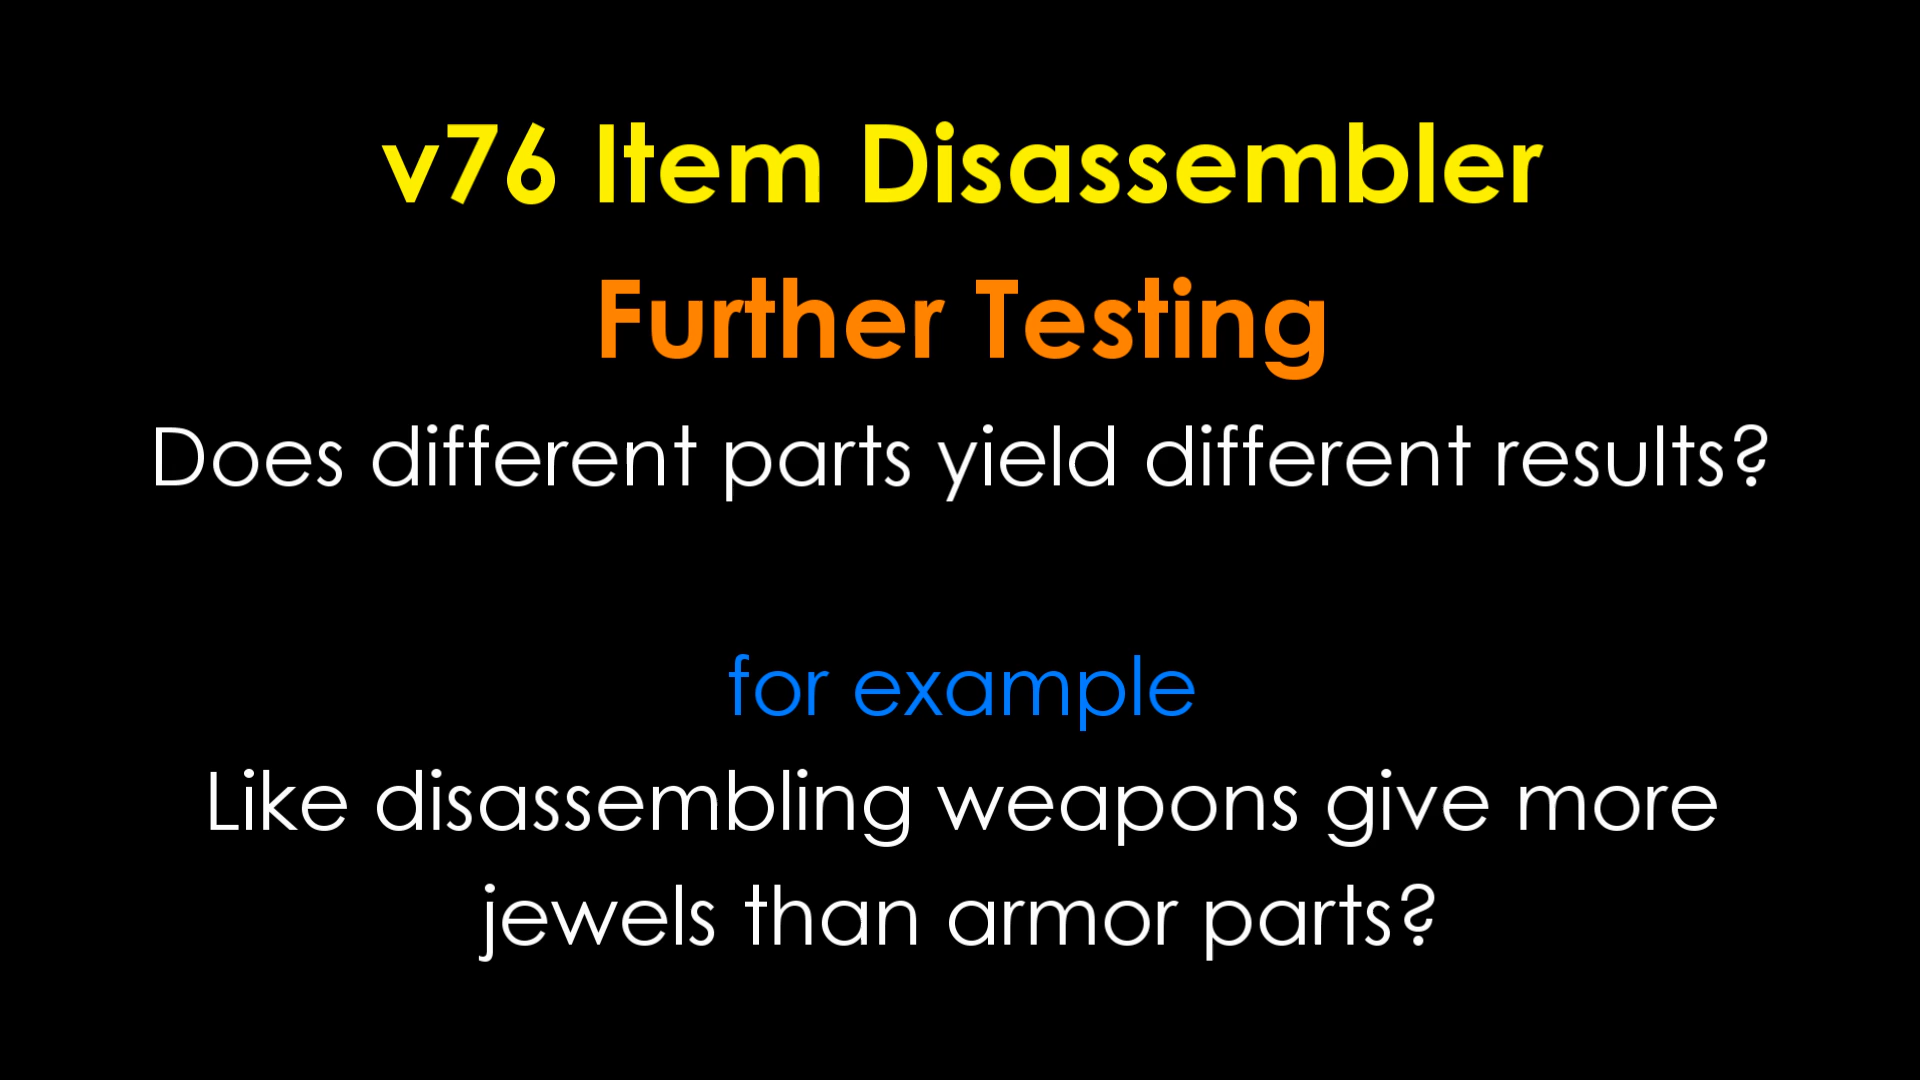 v76 Item Disassembler
Further Testing
Does different parts yield different results?
for example
Like disassembling weapons give more
jewels than armor parts?